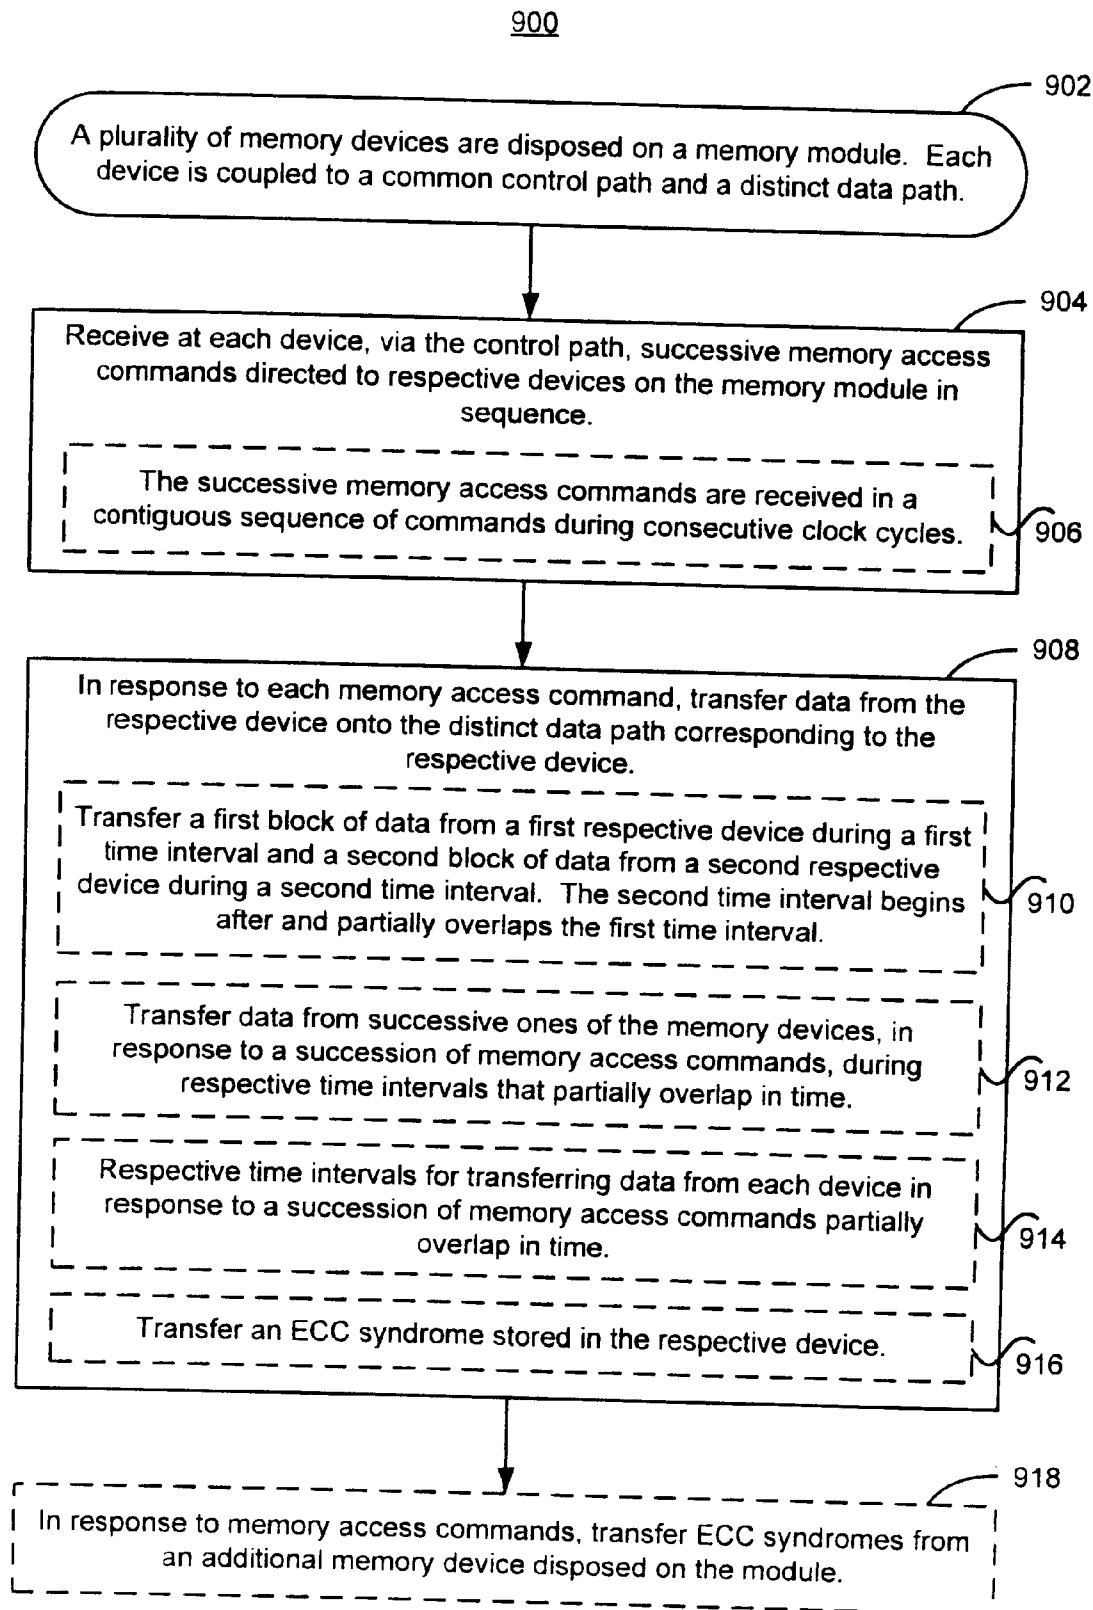 900
902
A plurality of memory devices are disposed on a memory module. Each
device is coupled to a common control path and a distinct data path.
904
Receive at each device, via the control path, successive memory access
commands directed to respective devices on the memory module in
sequence.
The successive memory access commands are received in a
contiguous sequence of commands during consecutive clock cycles.
906
908
In response to each memory access command, transfer data from the
respective device onto the distinct data path corresponding to the
respective device.
Transfer a first block of data from a first respective device during a first
time interval and a second block of data from a second respective
device during a second time interval. The second time interval begins
after and partially overlaps the first time interval.
910
Transfer data from successive ones of the memory devices, in
response to a succession of memory access commands, during
respective time intervals that partially overlap in time.
912
Respective time intervals for transferring data from each device in
response to a succession of memory access commands partially
overlap in time.
914
Transfer an ECC syndrome stored in the respective device.
916
918
In response to memory access commands, transfer ECC syndromes from
an additional memory device disposed on the module.